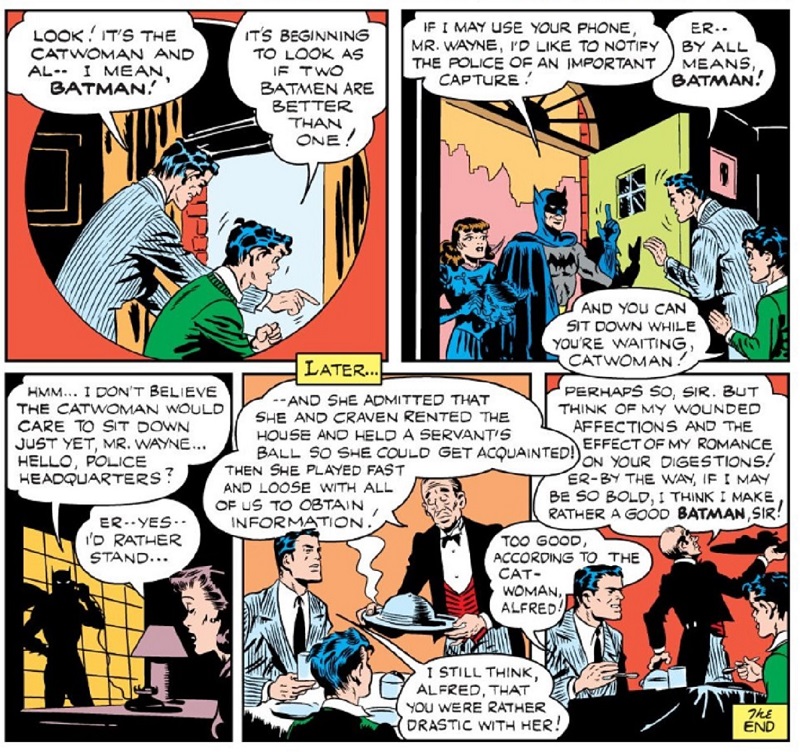 LOOK! IT'S THE
CATWOMAN AND
AL-- I MEAN,
BATMAN!
IT'S BEGINNING
TO LOOK AS
IF TWO
BATMEN ARE
BETTER
THAN
ONE!
IF I MAY USE YOUR PHONE,
MR. WAYNE, I'D LIKE TO NOTIFY
THE POLICE OF AN IMPORTANT
CAPTURE!
ER--
BY ALL
MEANS,
BATMAN!
AND YOU CAN
SIT DOWN WHILE
YOU'RE WAITING,
CATWOMAN!
HMM... I DON'T BELIEVE
THE CATWOMAN WOULD
CARE TO SIT DOWN
JUST YET, MR. WAYNE...
HELLO, POLICE
HEADQUARTERS?
ER--YES--
I'D RATHER
STAND...
LATER...
--AND SHE ADMITTED THAT
SHE AND CRAVEN RENTED THE
HOUSE AND HELD A SERVANT'S
BALL SO SHE COULD GET ACQUAINTED!
THEN SHE PLAYED FAST
AND LOOSE WITH ALL
OF US TO OBTAIN
INFORMATION!
I STILL THINK,
ALFRED, THAT
YOU WERE RATHER
DRASTIC WITH HER!
PERHAPS SO, SIR. BUT
THINK OF MY WOUNDED
AFFECTIONS AND THE
EFFECT OF MY ROMANCE
ON YOUR DIGESTIONS!
ER-BY THE WAY, IF I MAY
BE SO BOLD, I THINK I MAKE
RATHER A GOOD BATMAN, SIR!
TOO GOOD,
ACCORDING TO THE
CAT-
WOMAN,
ALFRED!
THE
END